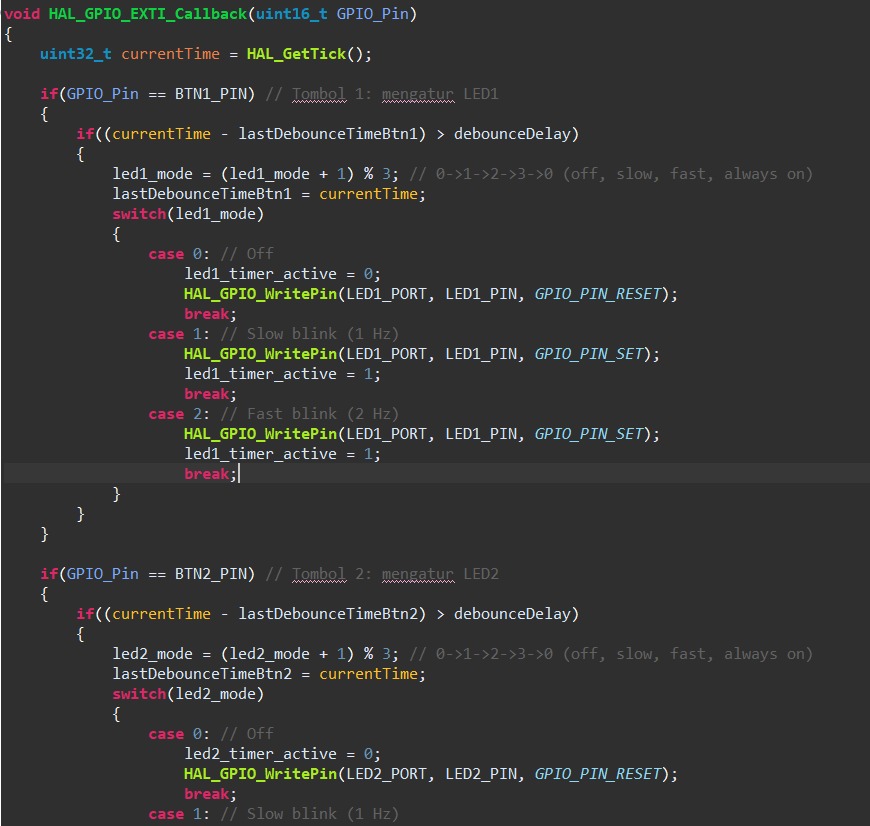 void HAL_GPIO_EXTI_Callback(uint16_t GPIO_Pin)
{
    uint32_t currentTime = HAL_GetTick();

    if(GPIO_Pin == BTN1_PIN) // Tombol 1: mengatur LED1
    {
        if((currentTime - lastDebounceTimeBtn1) > debounceDelay)
        {
            led1_mode = (led1_mode + 1) % 3; // 0->1->2->3->0 (off, slow, fast, always on)
            lastDebounceTimeBtn1 = currentTime;
            switch(led1_mode)
            {
                case 0: // Off
                    led1_timer_active = 0;
                    HAL_GPIO_WritePin(LED1_PORT, LED1_PIN, GPIO_PIN_RESET);
                    break;
                case 1: // Slow blink (1 Hz)
                    HAL_GPIO_WritePin(LED1_PORT, LED1_PIN, GPIO_PIN_SET);
                    led1_timer_active = 1;
                    break;
                case 2: // Fast blink (2 Hz)
                    HAL_GPIO_WritePin(LED1_PORT, LED1_PIN, GPIO_PIN_SET);
                    led1_timer_active = 1;
                    break;
            }
        }
    }

    if(GPIO_Pin == BTN2_PIN) // Tombol 2: mengatur LED2
    {
        if((currentTime - lastDebounceTimeBtn2) > debounceDelay)
        {
            led2_mode = (led2_mode + 1) % 3; // 0->1->2->3->0 (off, slow, fast, always on)
            lastDebounceTimeBtn2 = currentTime;
            switch(led2_mode)
            {
                case 0: // Off
                    led2_timer_active = 0;
                    HAL_GPIO_WritePin(LED2_PORT, LED2_PIN, GPIO_PIN_RESET);
                    break;
                case 1: // Slow blink (1 Hz)